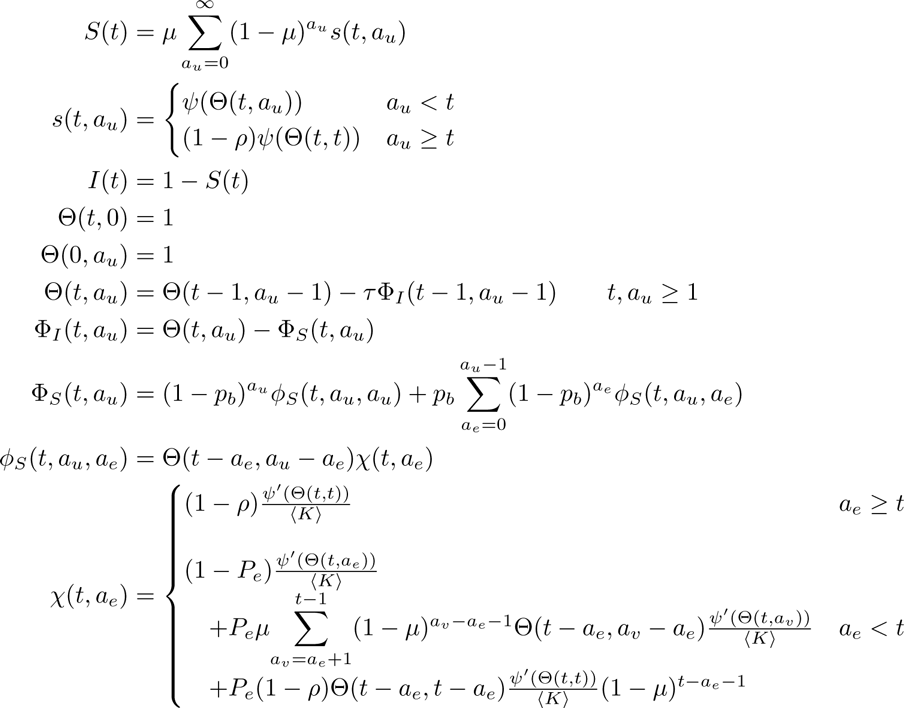 S(t) = μ ∑_{a_u=0}^{∞} (1 − μ)^{a_u} s(t, a_u)
s(t, a_u) = { ψ(Θ(t, a_u))   a_u < t
(1 − ρ)ψ(Θ(t, t))   a_u ≥ t
I(t) = 1 − S(t)
Θ(t, 0) = 1
Θ(0, a_u) = 1
Θ(t, a_u) = Θ(t − 1, a_u − 1) − τΦ_I(t − 1, a_u − 1)   t, a_u ≥ 1
Φ_I(t, a_u) = Θ(t, a_u) − Φ_S(t, a_u)
Φ_S(t, a_u) = (1 − p_b)^{a_u} ϕ_S(t, a_u, a_u) + p_b ∑_{a_e=0}^{a_u−1} (1 − p_b)^{a_e} ϕ_S(t, a_u, a_e)
ϕ_S(t, a_u, a_e) = Θ(t − a_e, a_u − a_e)χ(t, a_e)
χ(t, a_e) = { (1 − ρ) ψ′(Θ(t,t))/⟨K⟩   a_e ≥ t
(1 − P_e) ψ′(Θ(t,a_e))/⟨K⟩
+P_e μ ∑_{a_v=a_e+1}^{t−1} (1 − μ)^{a_v−a_e−1} Θ(t − a_e, a_v − a_e) ψ′(Θ(t,a_v))/⟨K⟩   a_e < t
+P_e(1 − ρ)Θ(t − a_e, t − a_e) ψ′(Θ(t,t))/⟨K⟩ (1 − μ)^{t−a_e−1}